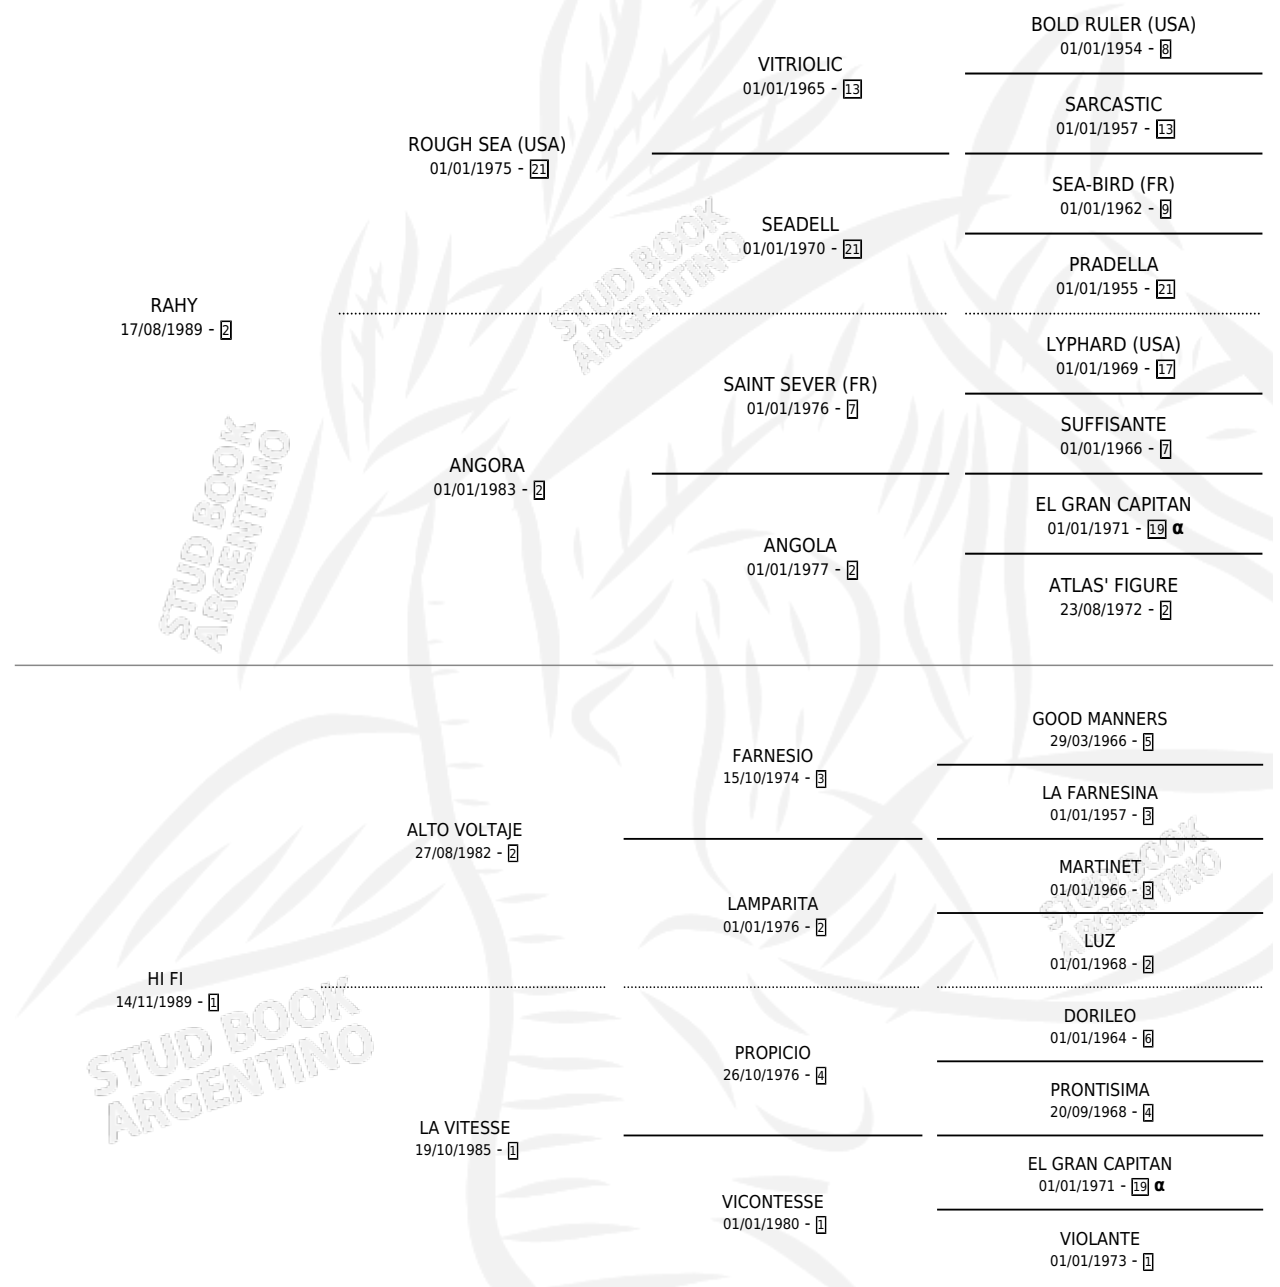 BOLD RULER (USA)
01/01/1954 - 8
VITRIOLIC
01/01/1965 - 13
SARCASTIC
01/01/1957 - 13
ROUGH SEA (USA)
01/01/1975 - 21
SEA-BIRD (FR)
01/01/1962 - 9
SEADELL
01/01/1970 - 21
PRADELLA
01/01/1955 - 21
RAHY
17/08/1989 - 2
LYPHARD (USA)
01/01/1969 - 17
SAINT SEVER (FR)
01/01/1976 - 7
SUFFISANTE
01/01/1966 - 7
ANGORA
01/01/1983 - 2
EL GRAN CAPITAN
01/01/1971 - 19 α
ANGOLA
01/01/1977 - 2
ATLAS' FIGURE
23/08/1972 - 2
GOOD MANNERS
29/03/1966 - 5
FARNESIO
15/10/1974 - 3
LA FARNESINA
01/01/1957 - 3
ALTO VOLTAJE
27/08/1982 - 2
MARTINET
01/01/1966 - 3
LAMPARITA
01/01/1976 - 2
LUZ
01/01/1968 - 2
HI FI
14/11/1989 - 1
DORILEO
01/01/1964 - 6
PROPICIO
26/10/1976 - 4
PRONTISIMA
20/09/1968 - 4
LA VITESSE
19/10/1985 - 1
EL GRAN CAPITAN
01/01/1971 - 19 α
VICONTESSE
01/01/1980 - 1
VIOLANTE
01/01/1973 - 1
STUD BOOK
ARGENTINO
STUD BOOK
ARGENTINO
STUD BOOK
ARGENTINO
STUD BOOK
ARGENTINO